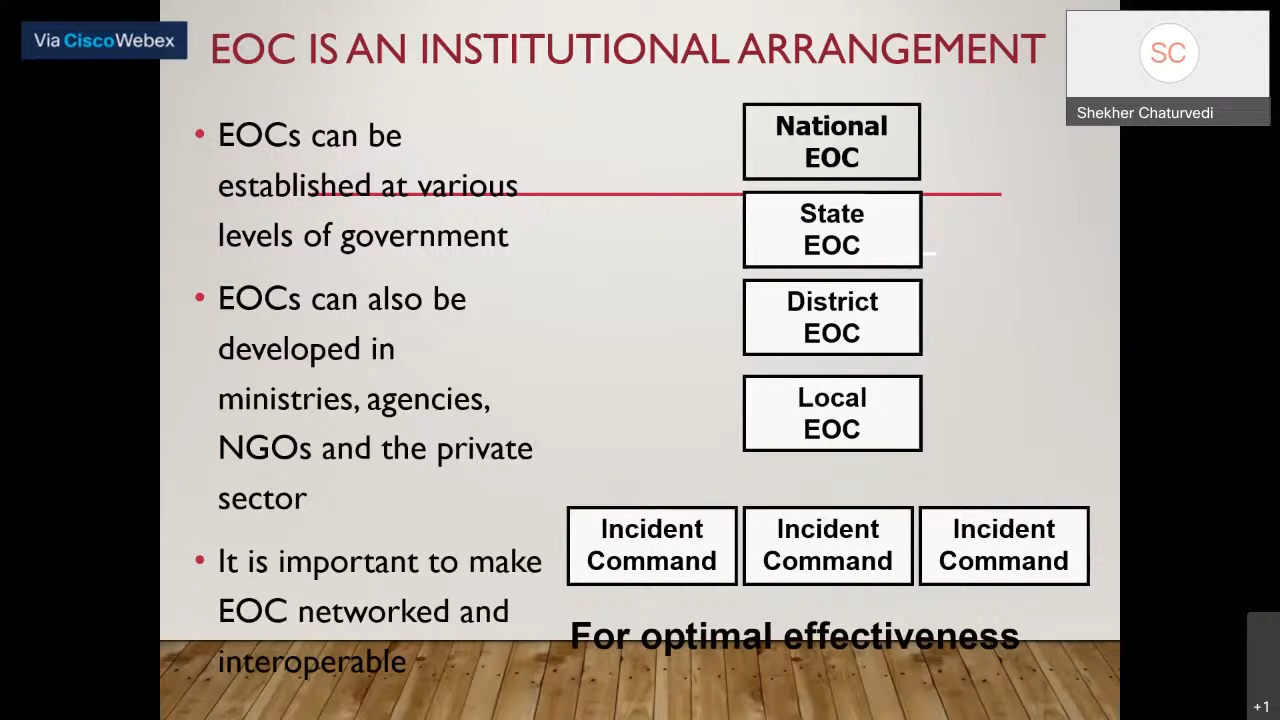 Via CiscoWebex
EOC IS AN INSTITUTIONAL ARRANGEMENT
SC
Shekher Chaturvedi
• EOCs can be
established at various
levels of government
• EOCs can also be
developed in
ministries, agencies,
NGOs and the private
sector
• It is important to make
EOC networked and
interoperable
National
EOC
State
EOC
District
EOC
Local
EOC
Incident
Command
Incident
Command
Incident
Command
For optimal effectiveness
+1